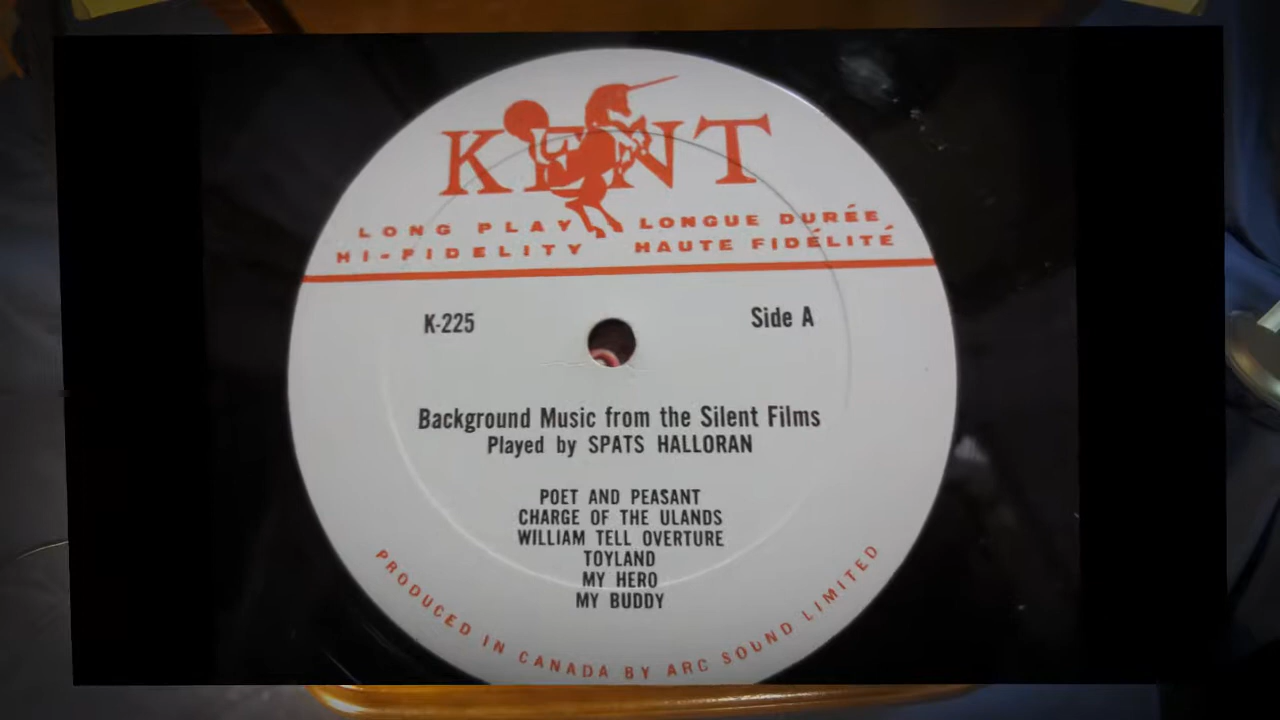 KENT
LONG PLAY LONGUE DURÉE
HI-FIDELITY HAUTE FIDÉLITÉ
K-225 Side A
Background Music from the Silent Films
Played by SPATS HALLORAN
POET AND PEASANT
CHARGE OF THE ULANDS
WILLIAM TELL OVERTURE
TOYLAND
MY HERO
MY BUDDY
PRODUCED IN CANADA BY ARC SOUND LIMITED